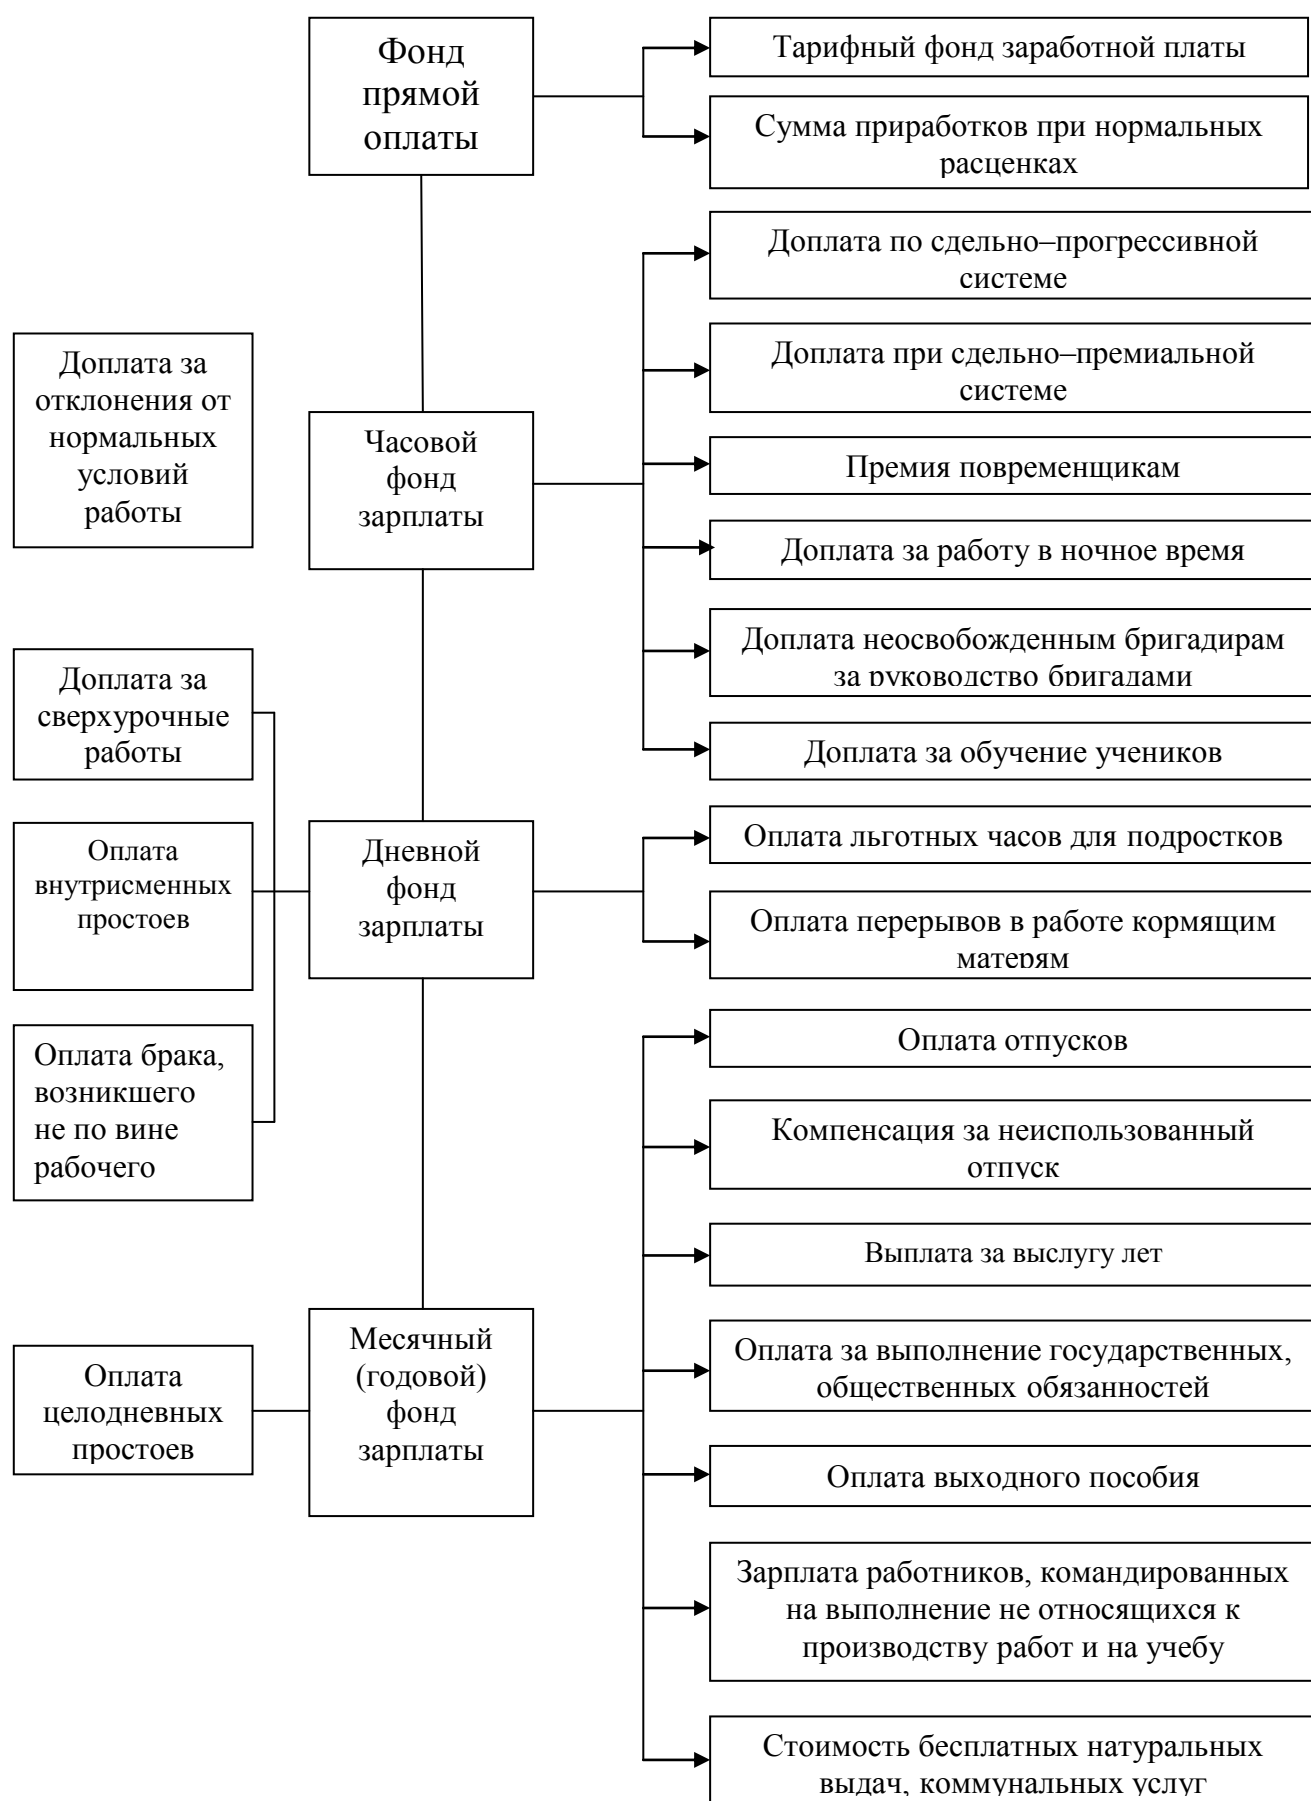 Фонд
прямой
оплаты
Тарифный фонд заработной платы
Сумма приработков при нормальных
расценках
Доплата по сдельно–прогрессивной
системе
Доплата при сдельно–премиальной
системе
Доплата за
отклонения от
нормальных
условий
работы
Часовой
фонд
зарплаты
Премия повременщикам
Доплата за работу в ночное время
Доплата неосвобожденным бригадирам
за руководство бригадами
Доплата за обучение учеников
Доплата за
сверхурочные
работы
Оплата
внутрисменных
простоев
Оплата брака,
возникшего
не по вине
рабочего
Дневной
фонд
зарплаты
Оплата льготных часов для подростков
Оплата перерывов в работе кормящим
матерям
Оплата отпусков
Компенсация за неиспользованный
отпуск
Выплата за выслугу лет
Оплата
целодневных
простоев
Месячный
(годовой)
фонд
зарплаты
Оплата за выполнение государственных,
общественных обязанностей
Оплата выходного пособия
Зарплата работников, командированных
на выполнение не относящихся к
производству работ и на учебу
Стоимость бесплатных натуральных
выдач, коммунальных услуг